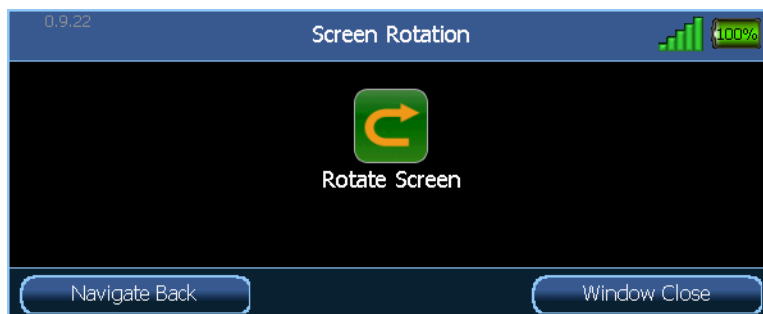 0.9.22
Screen Rotation
100%
Rotate Screen
Navigate Back
Window Close